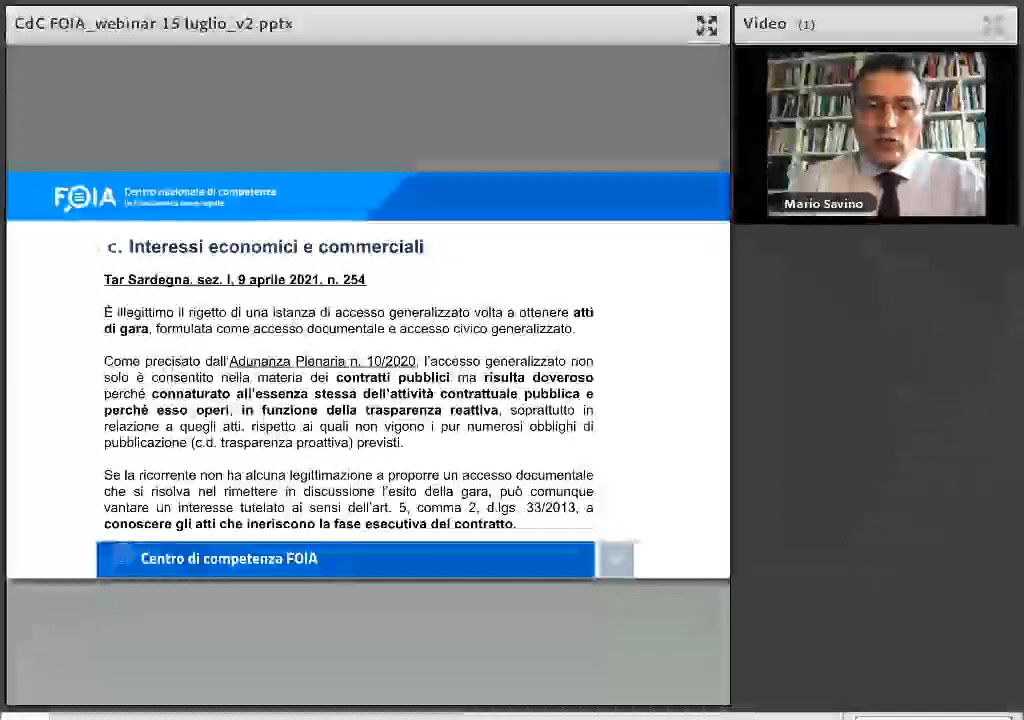 CdC FOIA_webinar 15 luglio_v2.pptx
Video (1)
Mario Savino
FOIA Centro nazionale di competenza
c. Interessi economici e commerciali
Tar Sardegna, sez. I, 9 aprile 2021, n. 254
È illegittimo il rigetto di una istanza di accesso generalizzato volta a ottenere atti
di gara, formulata come accesso documentale e accesso civico generalizzato.
Come precisato dall'Adunanza Plenaria n. 10/2020, l'accesso generalizzato non
solo è consentito nella materia dei contratti pubblici ma risulta doveroso
perché connaturato all'essenza stessa dell'attività contrattuale pubblica e
perché esso operi, in funzione della trasparenza reattiva, soprattutto in
relazione a quegli atti, rispetto ai quali non vigono i pur numerosi obblighi di
pubblicazione (c.d. trasparenza proattiva) previsti.
Se la ricorrente non ha alcuna legittimazione a proporre un accesso documentale
che si risolva nel rimettere in discussione l'esito della gara, può comunque
vantare un interesse tutelato ai sensi dell'art. 5, comma 2, d.lgs. 33/2013, a
conoscere gli atti che ineriscono la fase esecutiva del contratto.
Centro di competenza FOIA